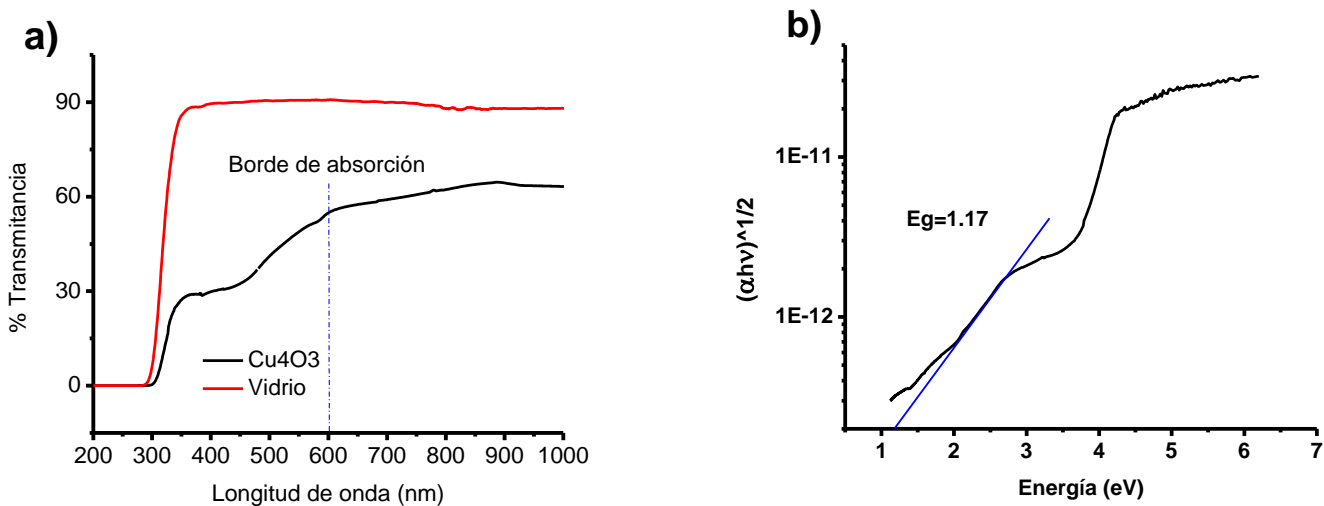 a)
% Transmitancia
90
60
30
0
Borde de absorción
Cu4O3
Vidrio
200 300 400 500 600 700 800 900 1000
Longitud de onda (nm)
b)
(αhν)^1/2
1E-11
1E-12
Eg=1.17
1 2 3 4 5 6 7
Energía (eV)